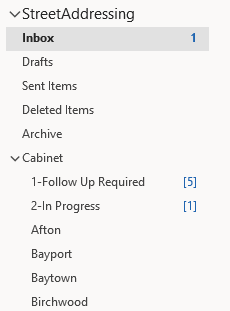 StreetAddressing
Inbox 1
Drafts
Sent Items
Deleted Items
Archive
Cabinet
1-Follow Up Required [5]
2-In Progress [1]
Afton
Bayport
Baytown
Birchwood